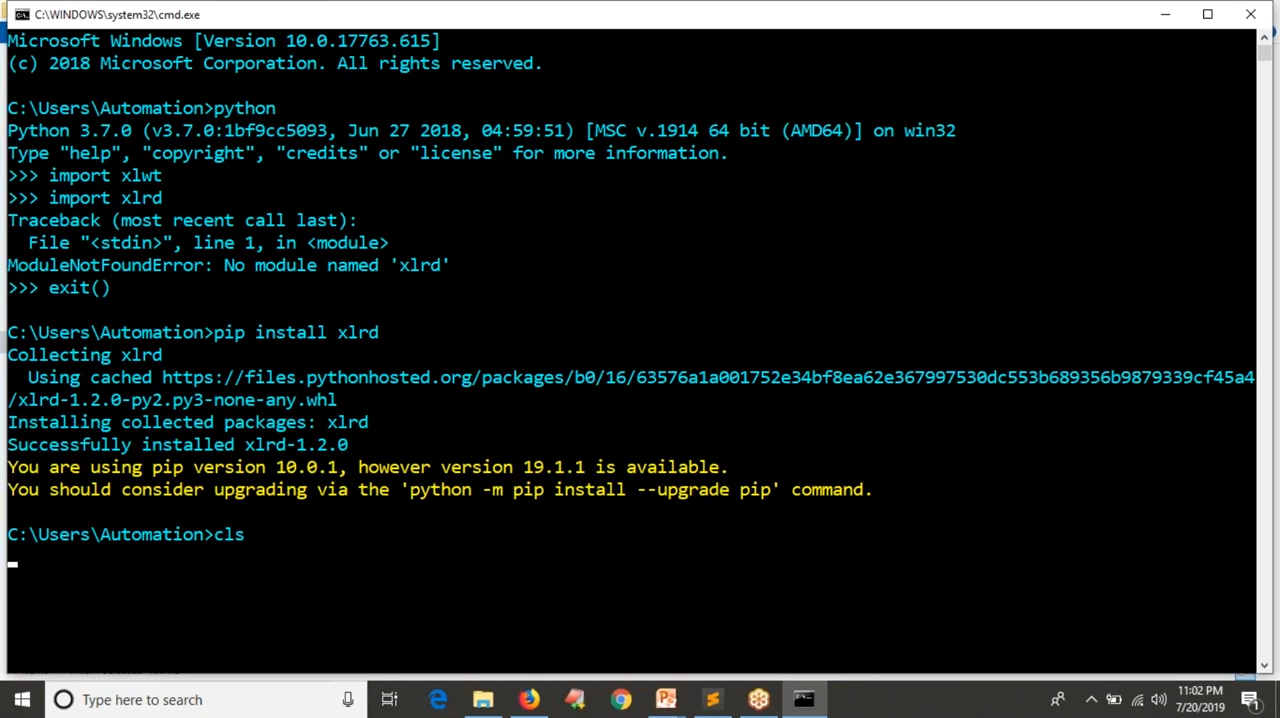 C:\WINDOWS\system32\cmd.exe
Microsoft Windows [Version 10.0.17763.615]
(c) 2018 Microsoft Corporation. All rights reserved.
C:\Users\Automation>python
Python 3.7.0 (v3.7.0:1bf9cc5093, Jun 27 2018, 04:59:51) [MSC v.1914 64 bit (AMD64)] on win32
Type "help", "copyright", "credits" or "license" for more information.
>>> import xlwt
>>> import xlrd
Traceback (most recent call last):
  File "<stdin>", line 1, in <module>
ModuleNotFoundError: No module named 'xlrd'
>>> exit()
C:\Users\Automation>pip install xlrd
Collecting xlrd
  Using cached https://files.pythonhosted.org/packages/b0/16/63576a1a001752e34bf8ea62e367997530dc553b689356b9879339cf45a4
/xlrd-1.2.0-py2.py3-none-any.whl
Installing collected packages: xlrd
Successfully installed xlrd-1.2.0
You are using pip version 10.0.1, however version 19.1.1 is available.
You should consider upgrading via the 'python -m pip install --upgrade pip' command.
C:\Users\Automation>cls
Type here to search
11:02 PM
7/20/2019
1